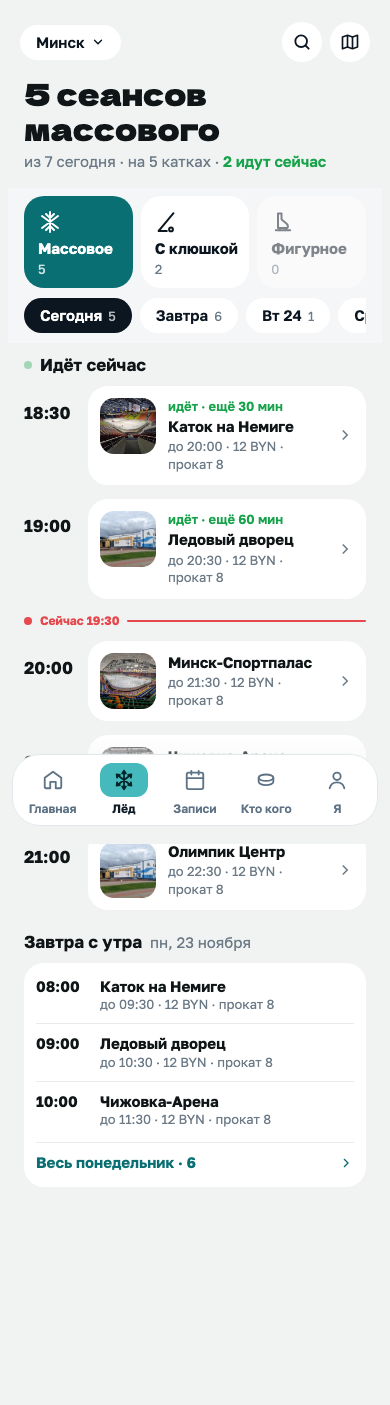 Минск
5 сеансов
массового
из 7 сегодня · на 5 катках · 2 идут сейчас
Массовое
5
С клюшкой
2
Фигурное
0
Сегодня 5
Завтра 6
Вт 24 1
Идёт сейчас
18:30
идёт · ещё 30 мин
Каток на Немиге
до 20:00 · 12 BYN ·
прокат 8
19:00
идёт · ещё 60 мин
Ледовый дворец
до 20:30 · 12 BYN ·
прокат 8
Сейчас 19:30
20:00
Минск-Спортпалас
до 21:30 · 12 BYN ·
прокат 8
Главная
Лёд
Записи
Кто кого
Я
21:00
Олимпик Центр
до 22:30 · 12 BYN ·
прокат 8
Завтра с утра пн, 23 ноября
08:00
Каток на Немиге
до 09:30 · 12 BYN · прокат 8
09:00
Ледовый дворец
до 10:30 · 12 BYN · прокат 8
10:00
Чижовка-Арена
до 11:30 · 12 BYN · прокат 8
Весь понедельник · 6